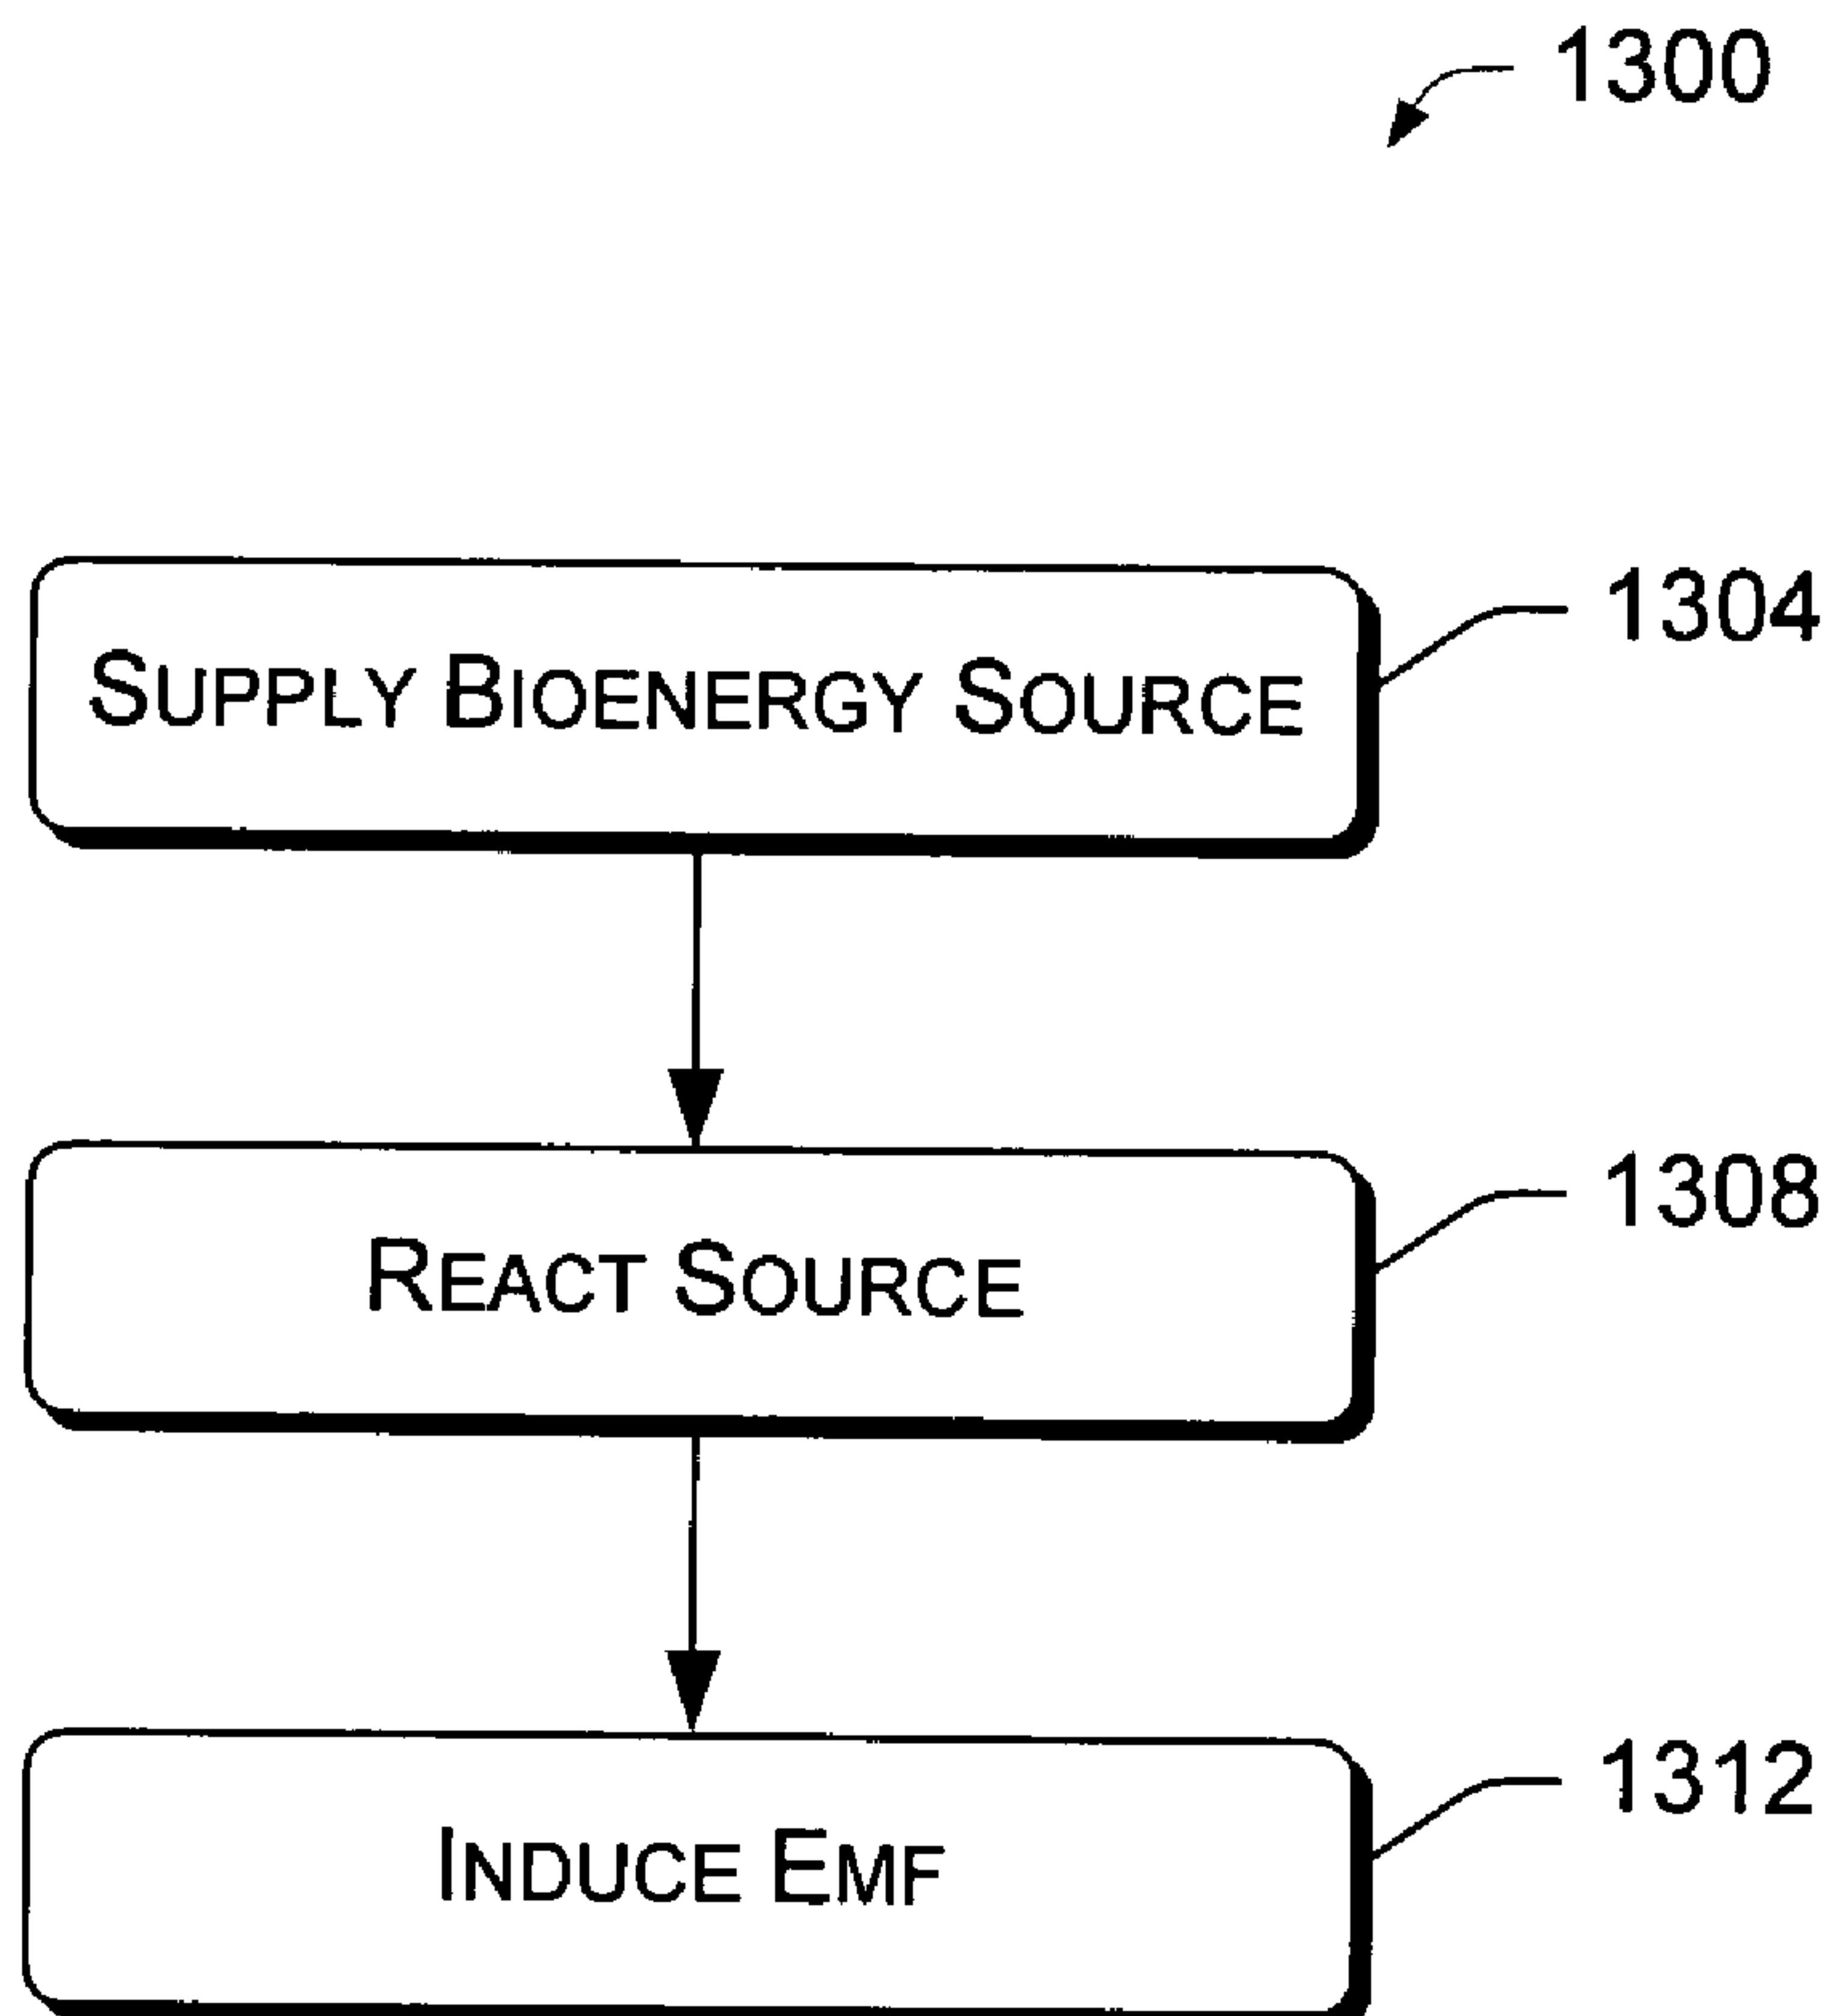 1300
SUPPLY BIOENERGY SOURCE
1304
REACT SOURCE
1308
INDUCE EMF
1312